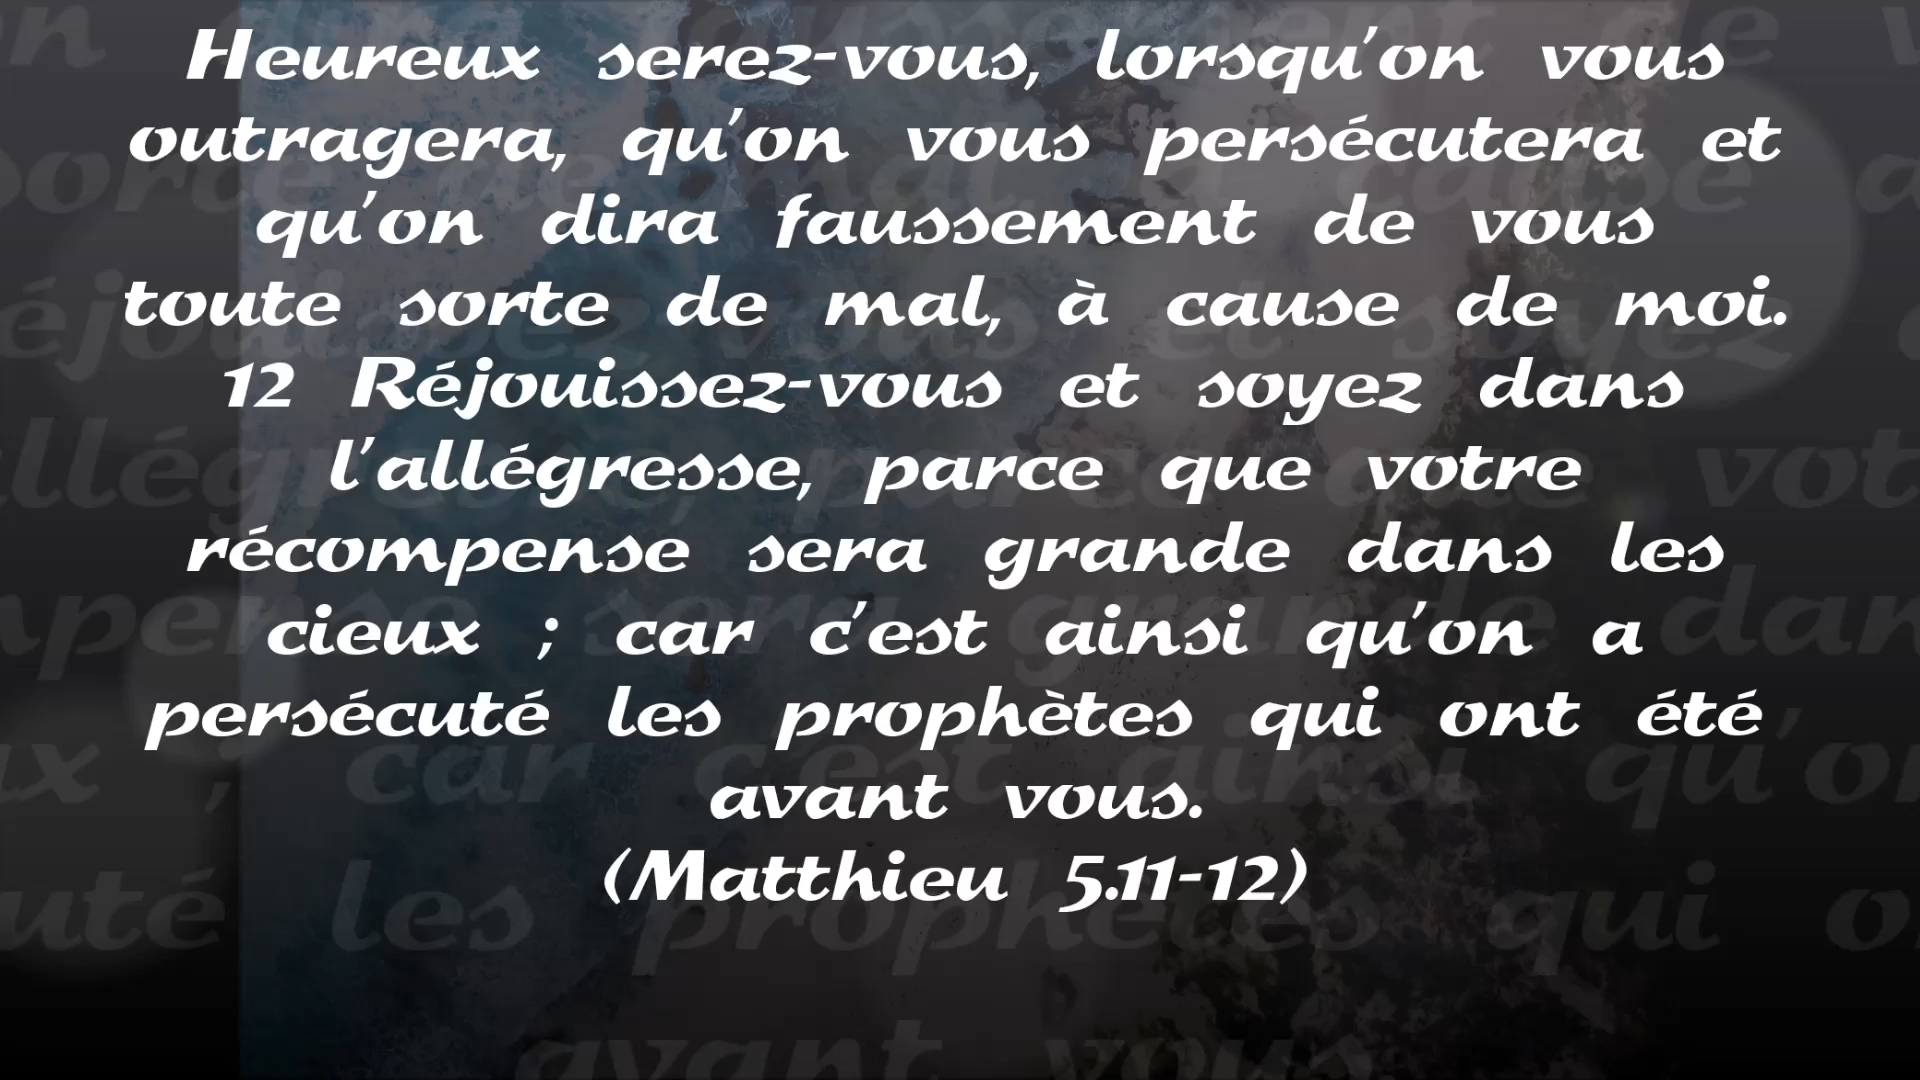 Heureux serez-vous, lorsqu'on vous
outragera, qu'on vous persécutera et
qu'on dira faussement de vous
toute sorte de mal, à cause de moi.
12 Réjouissez-vous et soyez dans
l'allégresse, parce que votre
récompense sera grande dans les
cieux ; car c'est ainsi qu'on a
persécuté les prophètes qui ont été
avant vous.
(Matthieu 5.11-12)